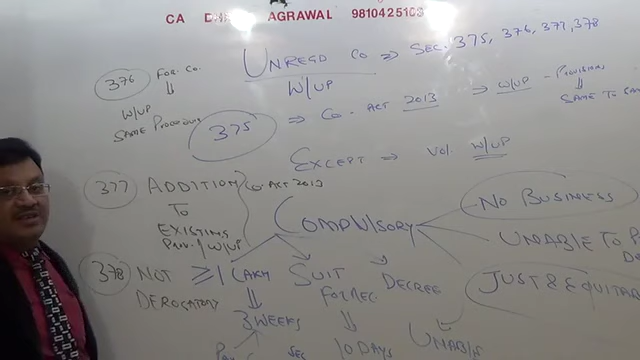 CA AGRAWAL 9810425103
UNREGD CO ⇒ SEC. 375, 376, 377, 378
W/UP
376 FOR. CO.
W/UP
SAME PROCEDURE
375 ⇒ CO. ACT 2013 ⇒ W/UP - PROVISIONS
SAME TO
EXCEPT ⇒ VOL. W/UP
377 ADDITION CO. ACT 2013
TO
EXISTING
PROV. / W/UP
COMPULSORY
NO BUSINESS
UNABLE TO
JUST & EQUITAB
378 NOT
DEROGATORY
≥ 1 LAKH
3 WEEKS
SUIT
FOR REC.
10 DAYS
DECREE
UNABLE